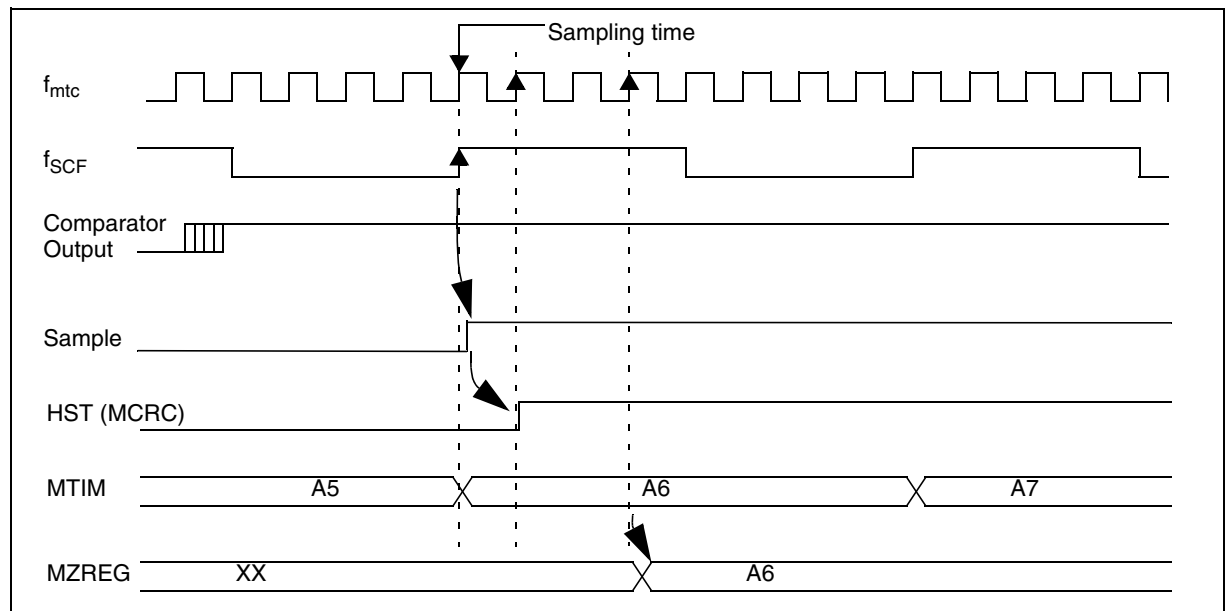 Sampling time
fmtc
fSCF
Comparator
Output
Sample
HST (MCRC)
MTIM A5 A6 A7
MZREG XX A6